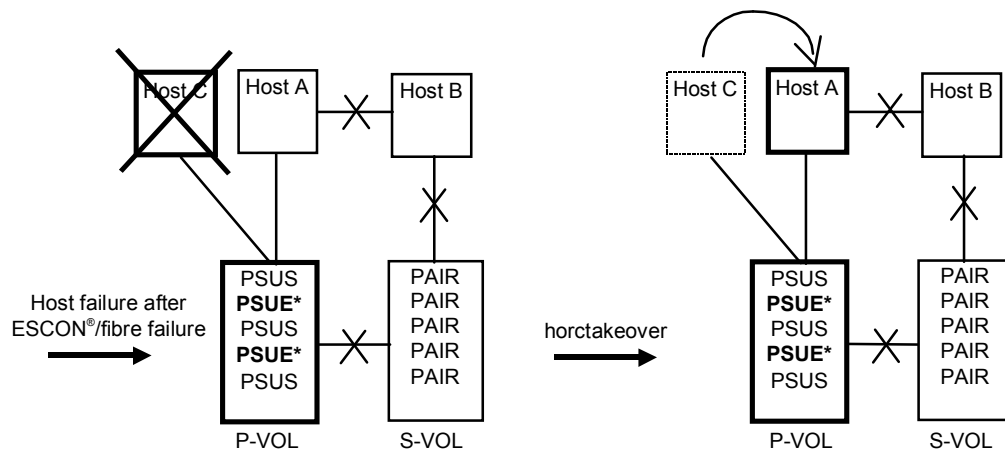 Host C
Host A
Host B
Host failure after
ESCON®/fibre failure
PSUS
PSUE*
PSUS
PSUE*
PSUS
P-VOL
PAIR
PAIR
PAIR
PAIR
PAIR
S-VOL
horctakeover
Host C
Host A
Host B
PSUS
PSUE*
PSUS
PSUE*
PSUS
P-VOL
PAIR
PAIR
PAIR
PAIR
PAIR
S-VOL